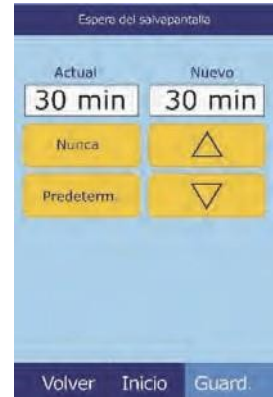 Espera del salvapantalla
Actual Nuevo
30 min 30 min
Nunca
Predeterm.
Volver Inicio Guard.